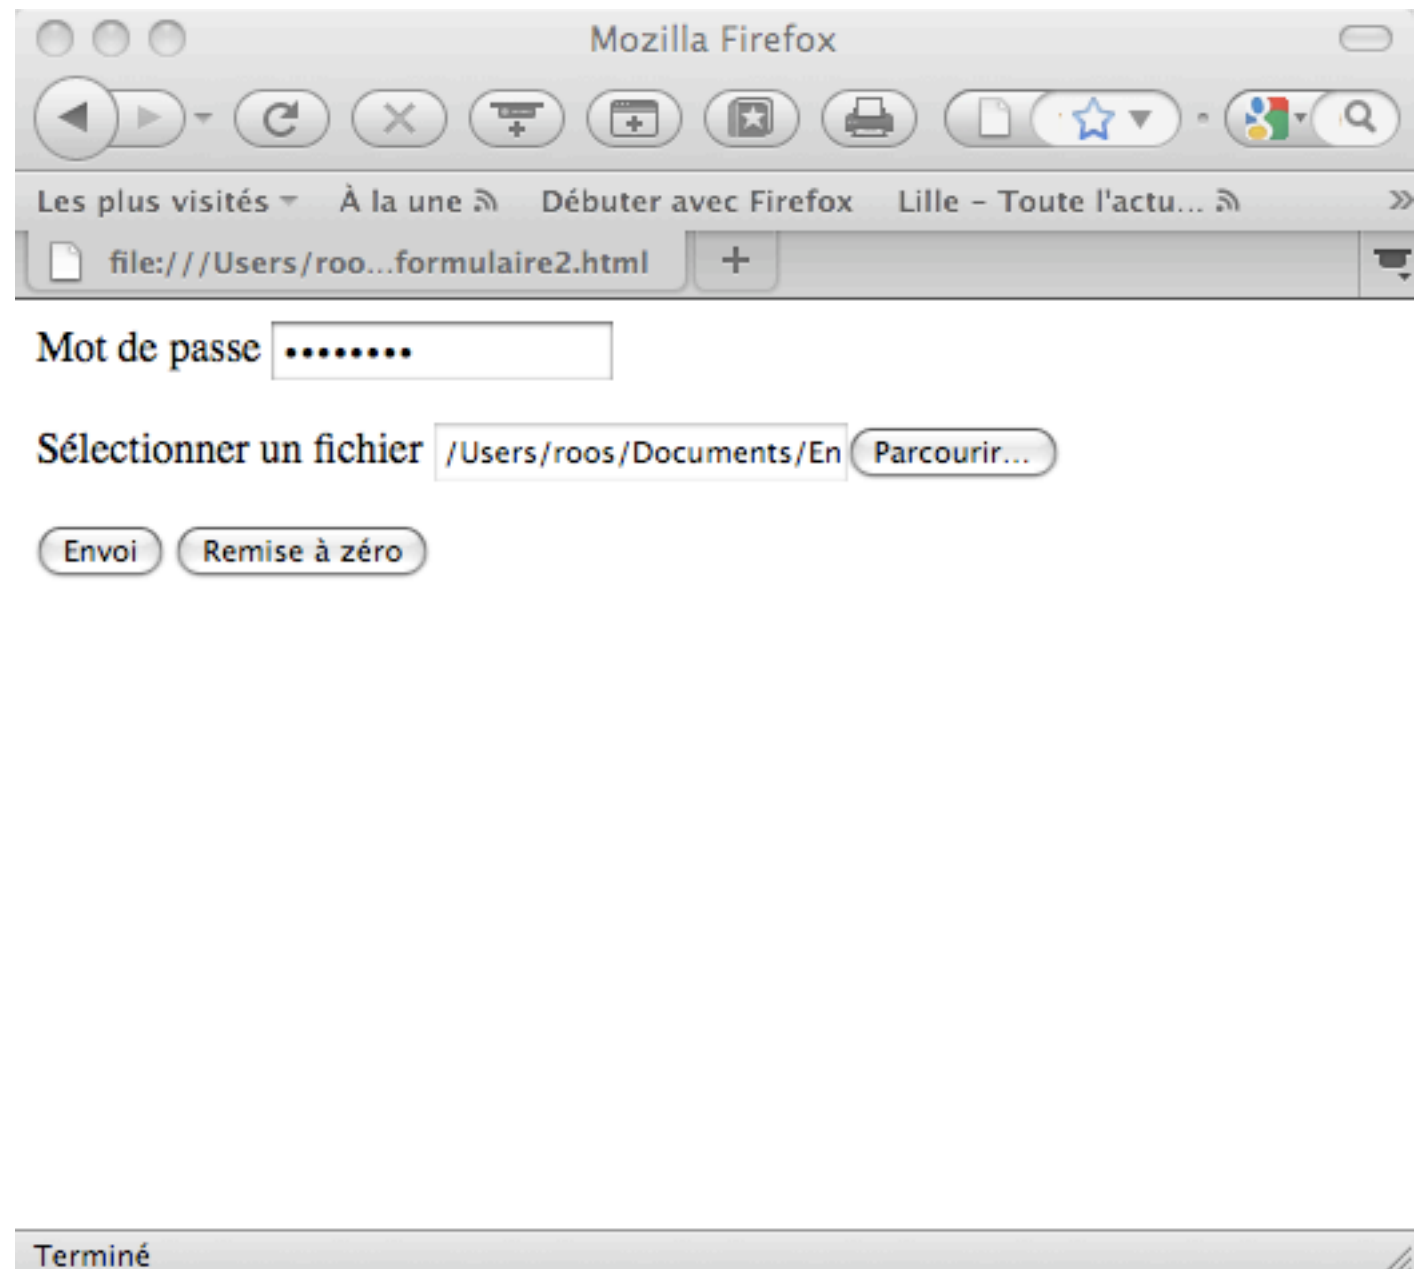 Mozilla Firefox
Les plus visités À la une Débuter avec Firefox Lille – Toute l'actu... »
file:///Users/roo...formulaire2.html +
Mot de passe ••••••••
Sélectionner un fichier /Users/roos/Documents/En Parcourir...
Envoi Remise à zéro
Terminé